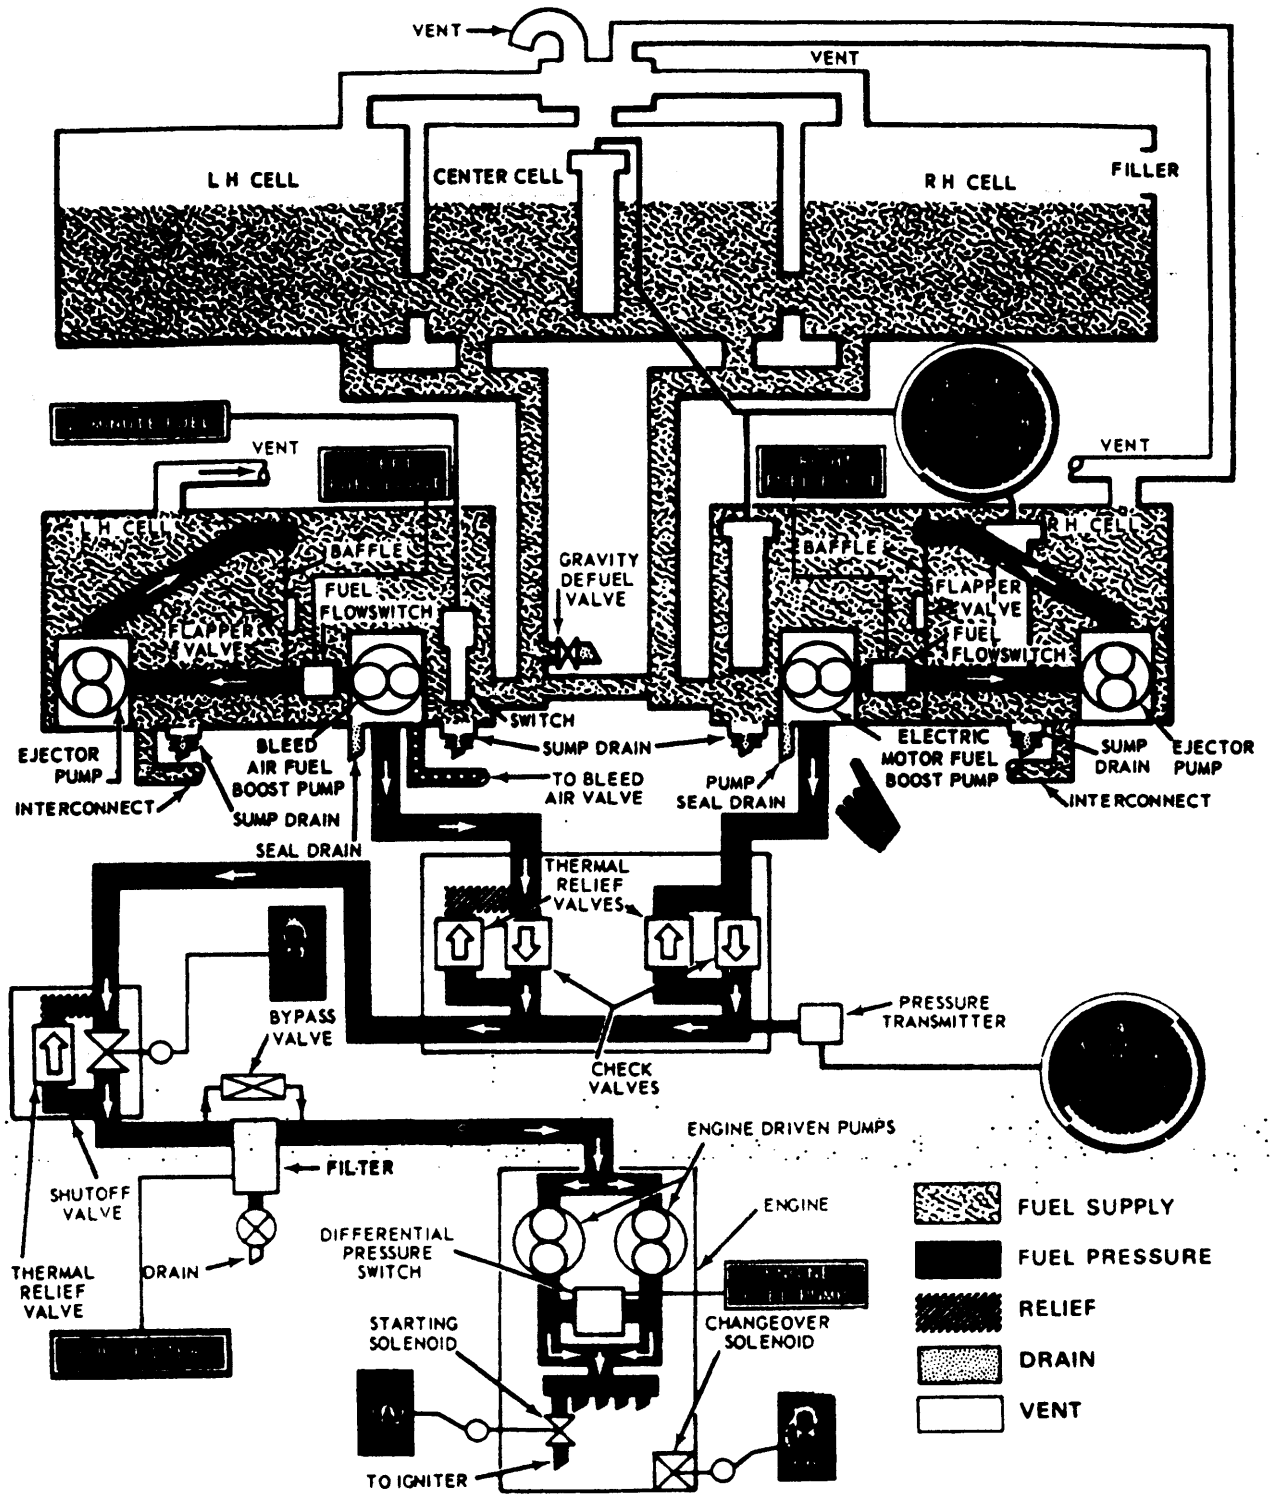 VENT
VENT
L H CELL
CENTER CELL
R H CELL
FILLER
VENT
VENT
L H CELL
R H CELL
BAFFLE
BAFFLE
GRAVITY
DEFUEL
VALVE
FUEL
FLOWSWITCH
FLAPPER
VALVE
FLAPPER
VALVE
FUEL
FLOWSWITCH
SWITCH
EJECTOR
PUMP
BLEED
AIR FUEL
BOOST PUMP
SUMP DRAIN
ELECTRIC
MOTOR FUEL
BOOST PUMP
SUMP
DRAIN
EJECTOR
PUMP
TO BLEED
AIR VALVE
PUMP
SEAL DRAIN
INTERCONNECT
INTERCONNECT
SUMP DRAIN
SEAL DRAIN
THERMAL
RELIEF
VALVES
BYPASS
VALVE
PRESSURE
TRANSMITTER
CHECK
VALVES
ENGINE DRIVEN PUMPS
FILTER
SHUTOFF
VALVE
ENGINE
DIFFERENTIAL
PRESSURE
SWITCH
THERMAL
RELIEF
VALVE
DRAIN
STARTING
SOLENOID
CHANGEOVER
SOLENOID
TO IGNITER
FUEL SUPPLY
FUEL PRESSURE
RELIEF
DRAIN
VENT